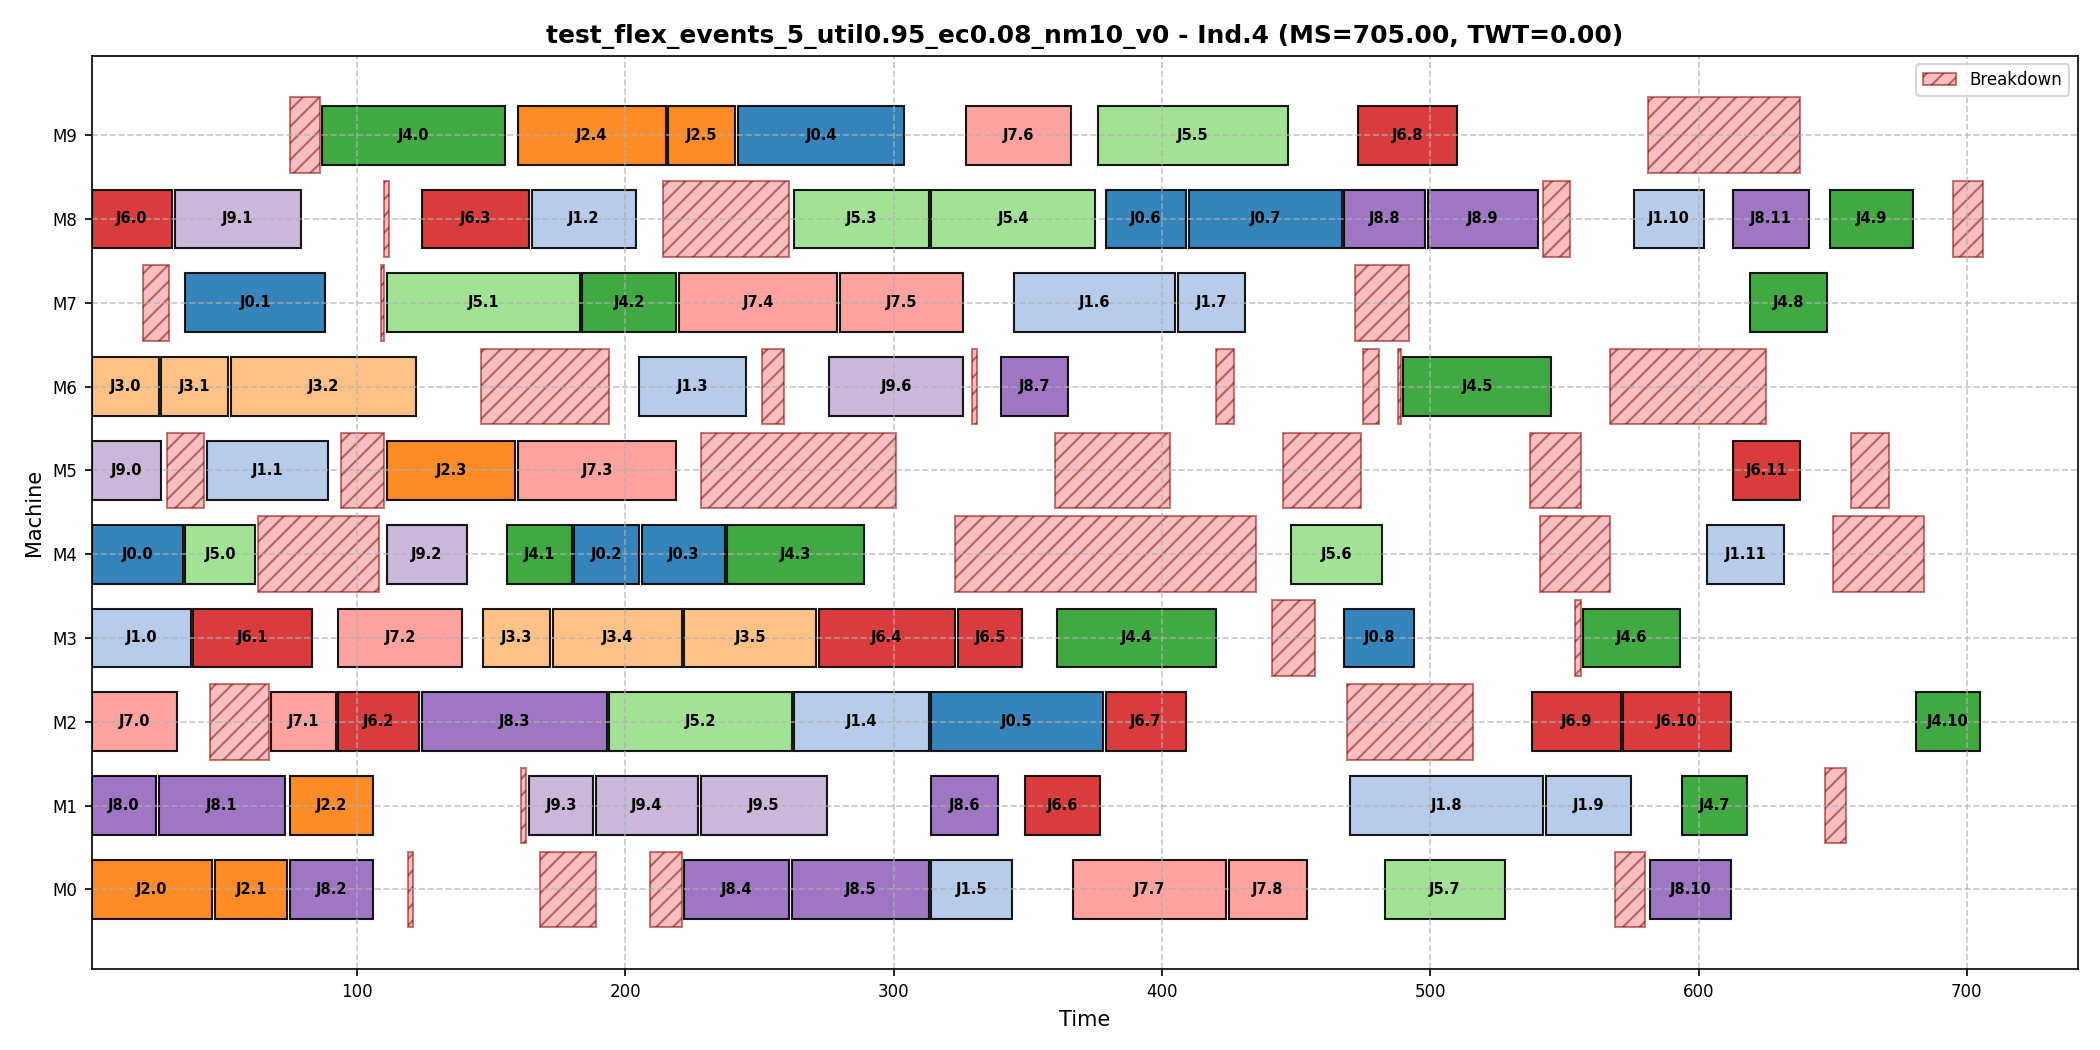 test_flex_events_5_util0.95_ec0.08_nm10_v0 - Ind.4 (MS=705.00, TWT=0.00)
Breakdown
M9 J4.0 J2.4 J2.5 J0.4 J7.6 J5.5 J6.8
M8 J6.0 J9.1 J6.3 J1.2 J5.3 J5.4 J0.6 J0.7 J8.8 J8.9 J1.10 J8.11 J4.9
M7 J0.1 J5.1 J4.2 J7.4 J7.5 J1.6 J1.7 J4.8
M6 J3.0 J3.1 J3.2 J1.3 J9.6 J8.7 J4.5
M5 J9.0 J1.1 J2.3 J7.3 J6.11
M4 J0.0 J5.0 J9.2 J4.1 J0.2 J0.3 J4.3 J5.6 J1.11
M3 J1.0 J6.1 J7.2 J3.3 J3.4 J3.5 J6.4 J6.5 J4.4 J0.8 J4.6
M2 J7.0 J7.1 J6.2 J8.3 J5.2 J1.4 J0.5 J6.7 J6.9 J6.10 J4.10
M1 J8.0 J8.1 J2.2 J9.3 J9.4 J9.5 J8.6 J6.6 J1.8 J1.9 J4.7
M0 J2.0 J2.1 J8.2 J8.4 J8.5 J1.5 J7.7 J7.8 J5.7 J8.10
Machine
100 200 300 400 500 600 700
Time